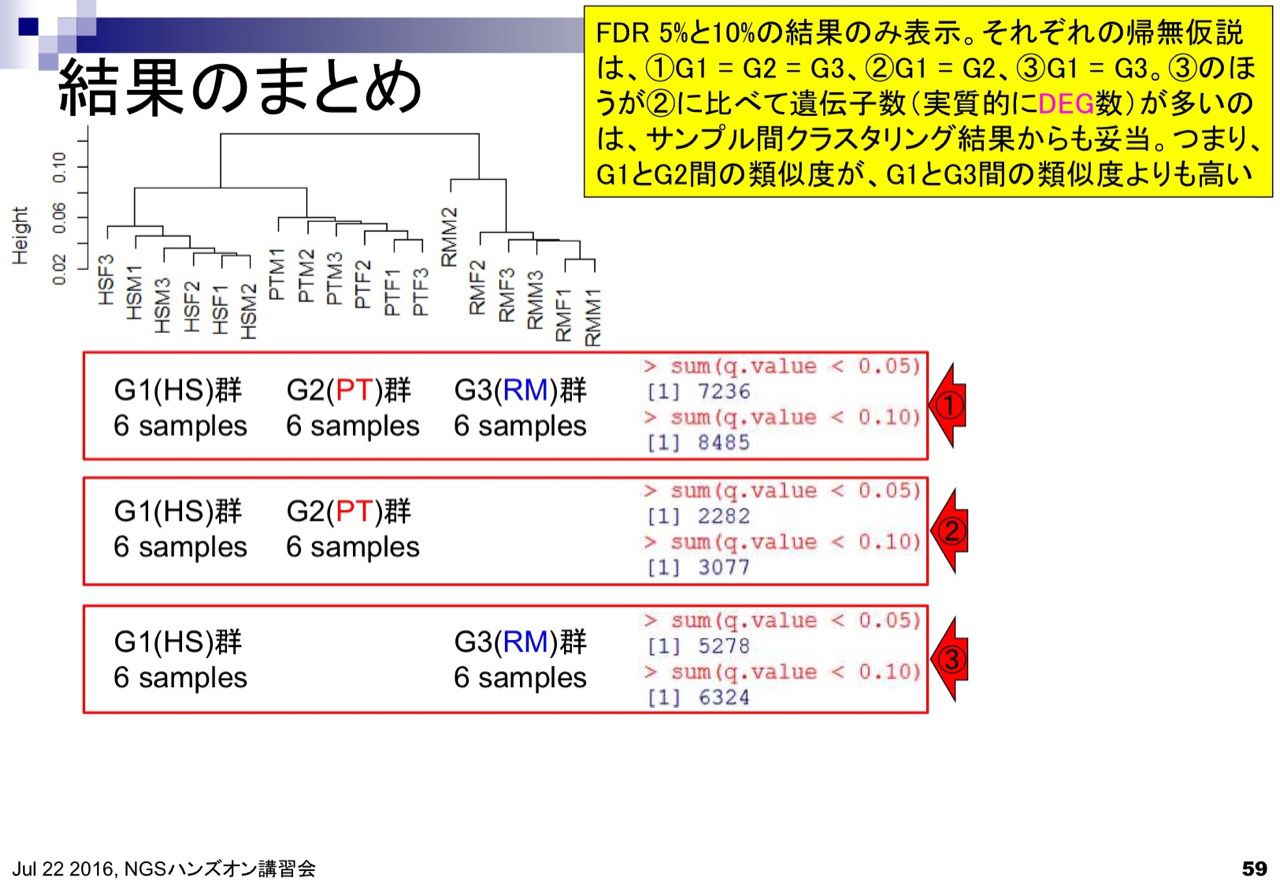 結果のまとめ
FDR 5%と10%の結果のみ表示。それぞれの帰無仮説
は、①G1 = G2 = G3、②G1 = G2、③G1 = G3。③のほ
うが②に比べて遺伝子数（実質的にDEG数）が多いの
は、サンプル間クラスタリング結果からも妥当。つまり、
G1とG2間の類似度が、G1とG3間の類似度よりも高い
Height
0.02 0.06 0.10
HSF3
HSM1
HSM3
HSF2
HSF1
HSM2
PTM1
PTM2
PTM3
PTF2
PTF1
PTF3
RMM2
RMF2
RMF3
RMM3
RMF1
RMM1
G1(HS)群 G2(PT)群 G3(RM)群
6 samples 6 samples 6 samples
> sum(q.value < 0.05)
[1] 7236
> sum(q.value < 0.10)
[1] 8485
①
G1(HS)群 G2(PT)群
6 samples 6 samples
> sum(q.value < 0.05)
[1] 2282
> sum(q.value < 0.10)
[1] 3077
②
G1(HS)群 G3(RM)群
6 samples 6 samples
> sum(q.value < 0.05)
[1] 5278
> sum(q.value < 0.10)
[1] 6324
③
Jul 22 2016, NGSハンズオン講習会
59